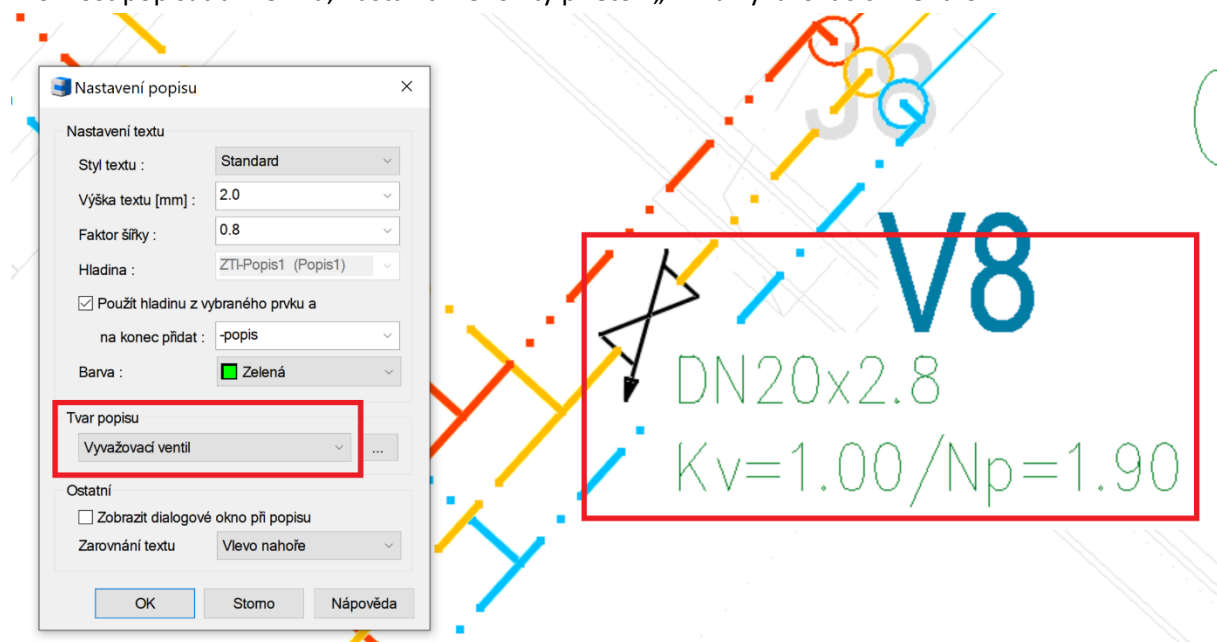 Nastavení popisu
Nastavení textu
Styl textu :
Standard
Výška textu [mm] :
2.0
Faktor šířky :
0.8
Hladina :
ZTI-Popis1 (Popis1)
Použít hladinu z vybraného prvku a
na konec přidat :
-popis
Barva :
Zelená
Tvar popisu
Vyvažovací ventil
...
Ostatní
Zobrazit dialogové okno při popisu
Zarovnání textu
Vlevo nahoře
OK
Storno
Nápověda
J8
V8
DN20x2.8
Kv=1.00/Np=1.90